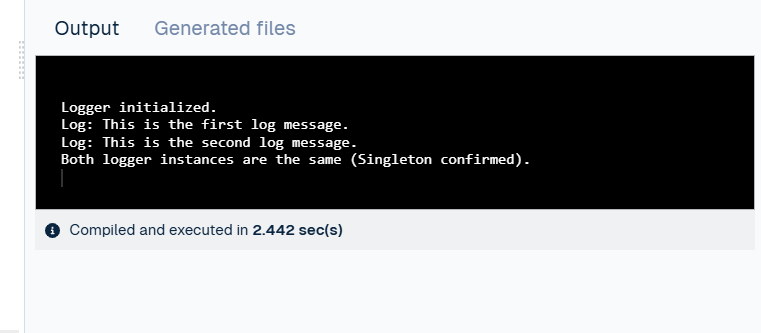 Output Generated files
Logger initialized.
Log: This is the first log message.
Log: This is the second log message.
Both logger instances are the same (Singleton confirmed).
Compiled and executed in 2.442 sec(s)